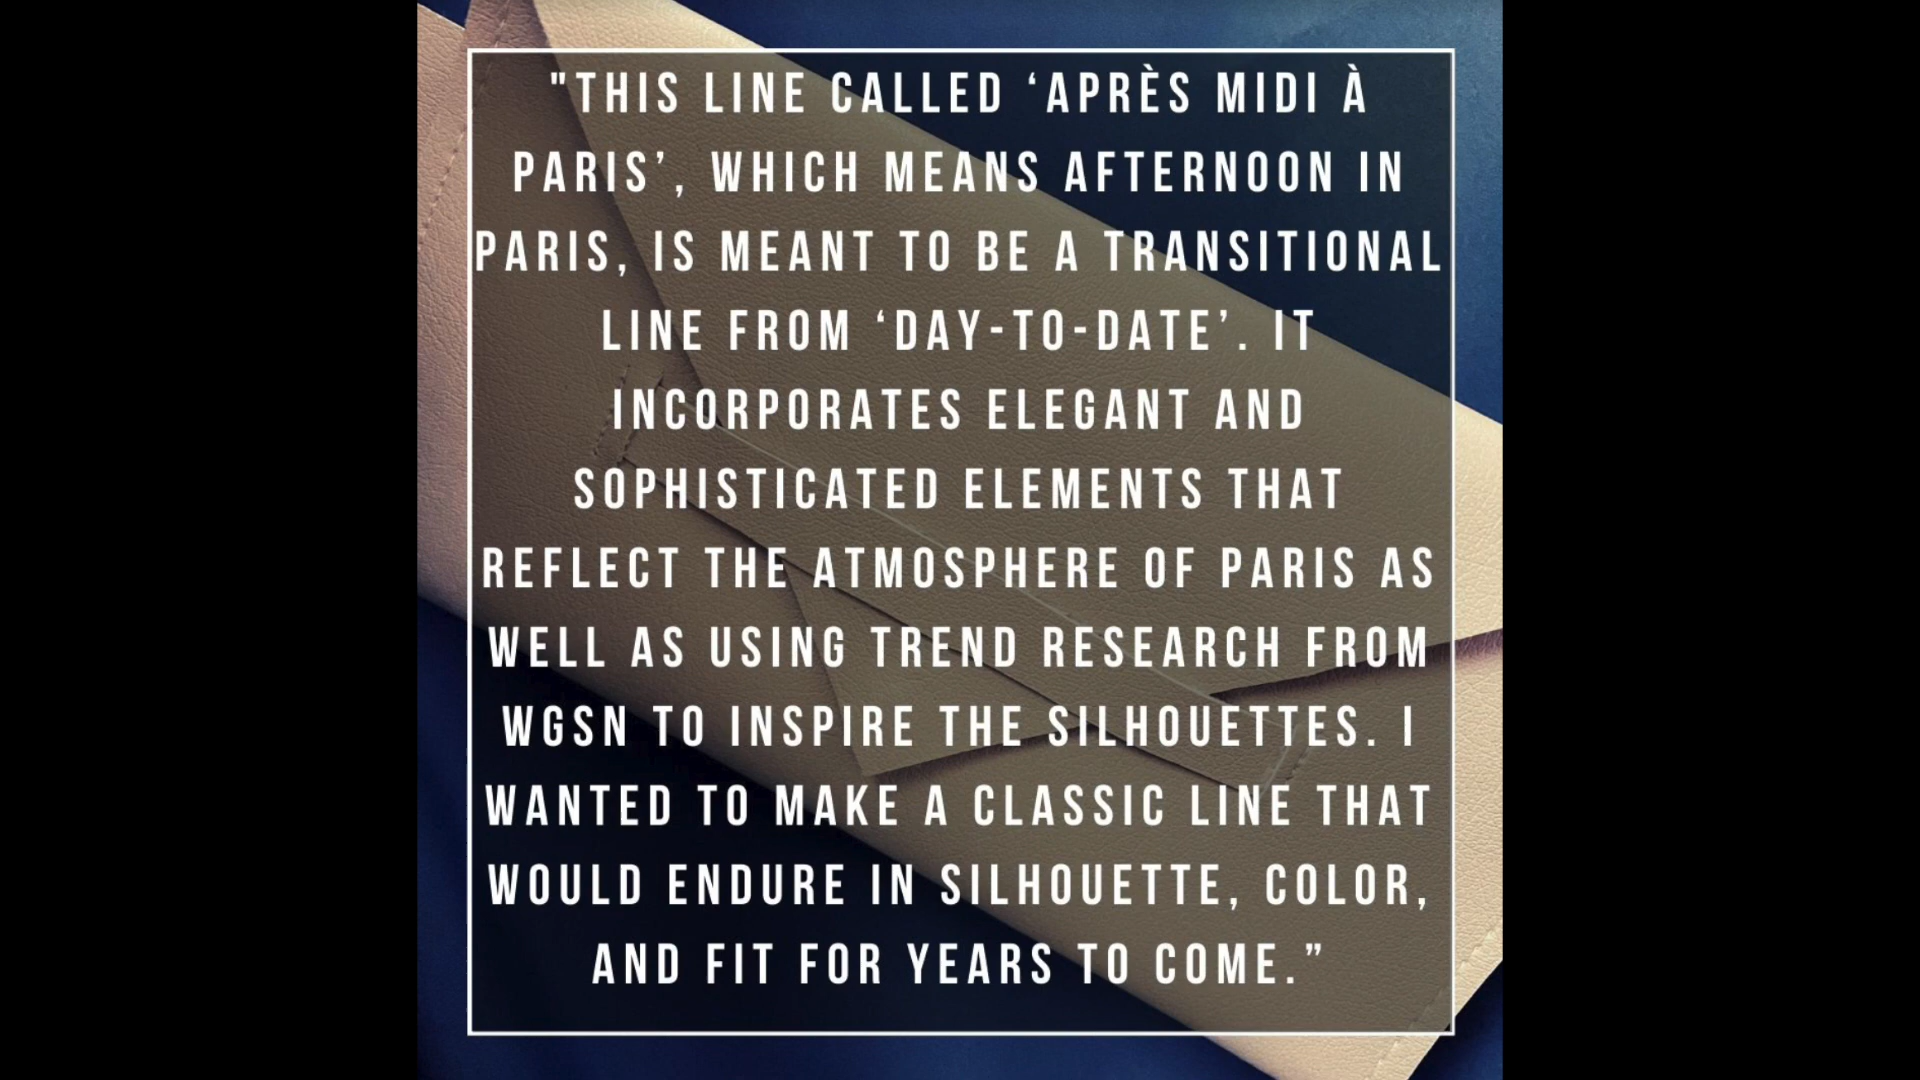 "THIS LINE CALLED ‘APRÈS MIDI À
PARIS’, WHICH MEANS AFTERNOON IN
PARIS, IS MEANT TO BE A TRANSITIONAL
LINE FROM ‘DAY-TO-DATE’. IT
INCORPORATES ELEGANT AND
SOPHISTICATED ELEMENTS THAT
REFLECT THE ATMOSPHERE OF PARIS AS
WELL AS USING TREND RESEARCH FROM
WGSN TO INSPIRE THE SILHOUETTES. I
WANTED TO MAKE A CLASSIC LINE THAT
WOULD ENDURE IN SILHOUETTE, COLOR,
AND FIT FOR YEARS TO COME.”